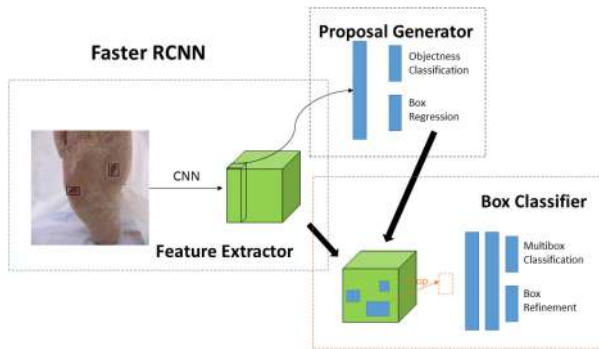 Proposal Generator
Faster RCNN
Objectness
Classification
Box
Regression
CNN
Feature Extractor
Box Classifier
Multibox
Classification
Box
Refinement